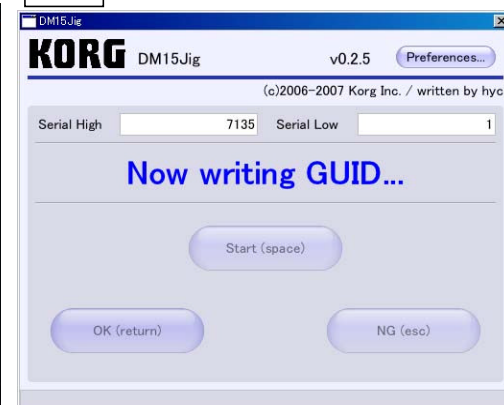 DM15Jig
KORG DM15Jig v0.2.5 Preferences...
(c)2006-2007 Korg Inc. / written by hyc
Serial High 7135 Serial Low 1
Now writing GUID...
Start (space)
OK (return) NG (esc)